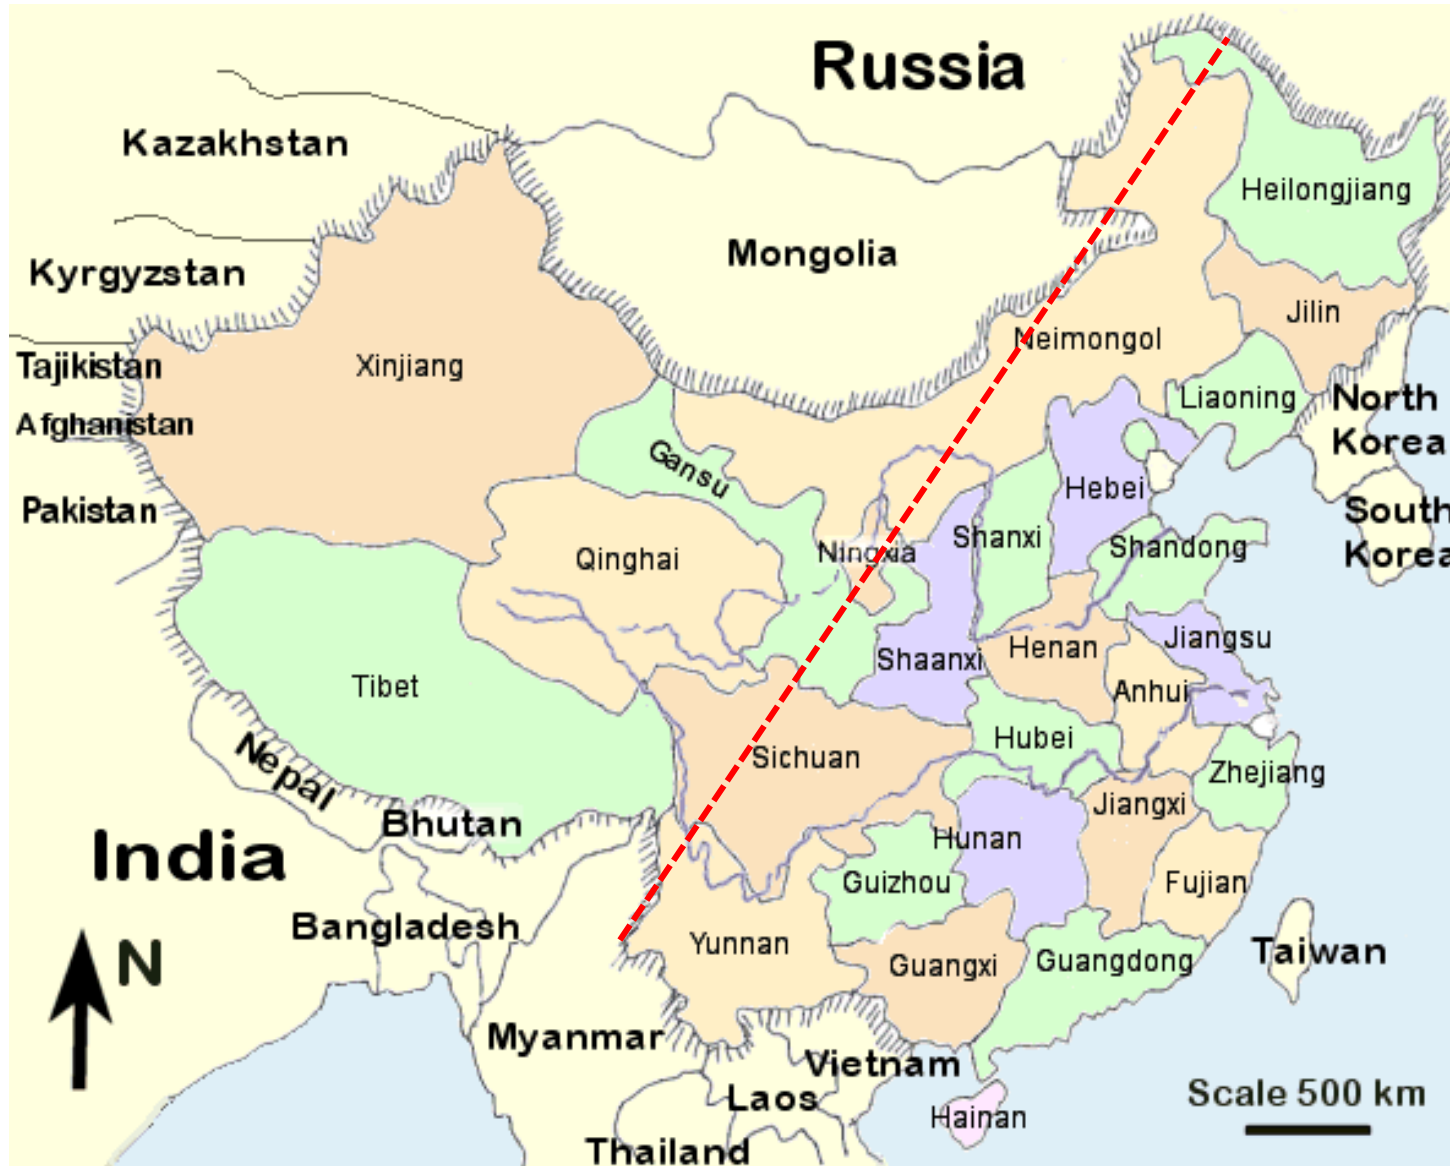 Russia
Kazakhstan
Heilongjiang
Mongolia
Kyrgyzstan
Jilin
Neimongol
Tajikistan
Xinjiang
Liaoning
North
Korea
Afghanistan
Gansu
Hebei
Pakistan
South
Korea
Shanxi
Shandong
Ningxia
Qinghai
Jiangsu
Henan
Shaanxi
Tibet
Anhui
Hubei
Sichuan
Nepal
Zhejiang
Jiangxi
Bhutan
Hunan
India
Guizhou
Fujian
Bangladesh
Yunnan
Taiwan
N
Guangxi
Guangdong
Myanmar
Vietnam
Scale 500 km
Laos
Hainan
Thailand